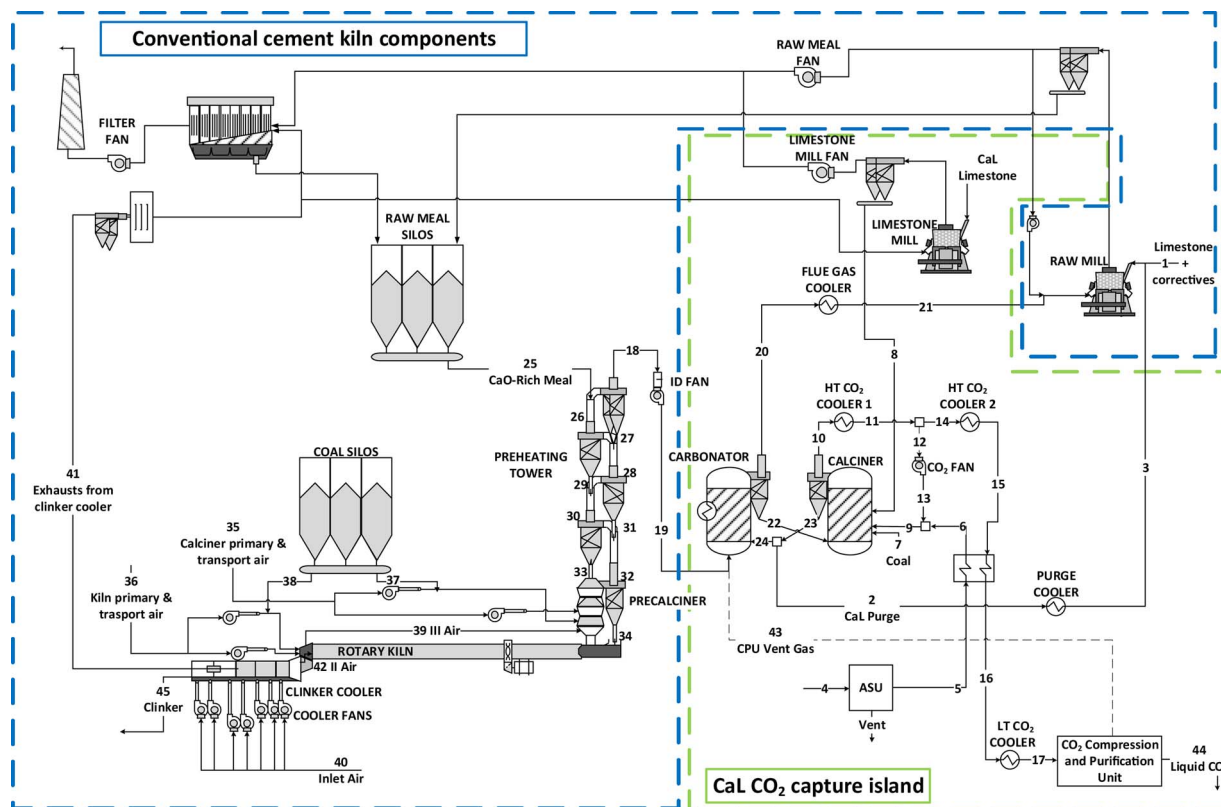 Conventional cement kiln components
RAW MEAL
FAN
FILTER
FAN
LIMESTONE
MILL FAN
CaL
Limestone
RAW MEAL
SILOS
LIMESTONE
MILL
RAW MILL
Limestone
1 +
correctives
FLUE GAS
COOLER
21
20
8
18
25
CaO-Rich Meal
ID FAN
26
27
HT CO2
COOLER 1
HT CO2
COOLER 2
11
14
10
12
PREHEATING
TOWER
28
29
CARBONATOR
CALCINER
CO2 FAN
3
41
Exhausts from
clinker cooler
COAL SILOS
13
15
30
31
19
22
23
9
6
24
7
Coal
35
Calciner primary &
transport air
36
Kiln primary &
trasport air
38
37
33
32
PRECALCINER
2
CaL Purge
PURGE
COOLER
39 III Air
34
43
CPU Vent Gas
ROTARY KILN
42 II Air
16
45
Clinker
CLINKER COOLER
COOLER FANS
4
ASU
5
Vent
LT CO2
COOLER
17
CO2 Compression
and Purification
Unit
44
Liquid CO
40
Inlet Air
CaL CO2 capture island